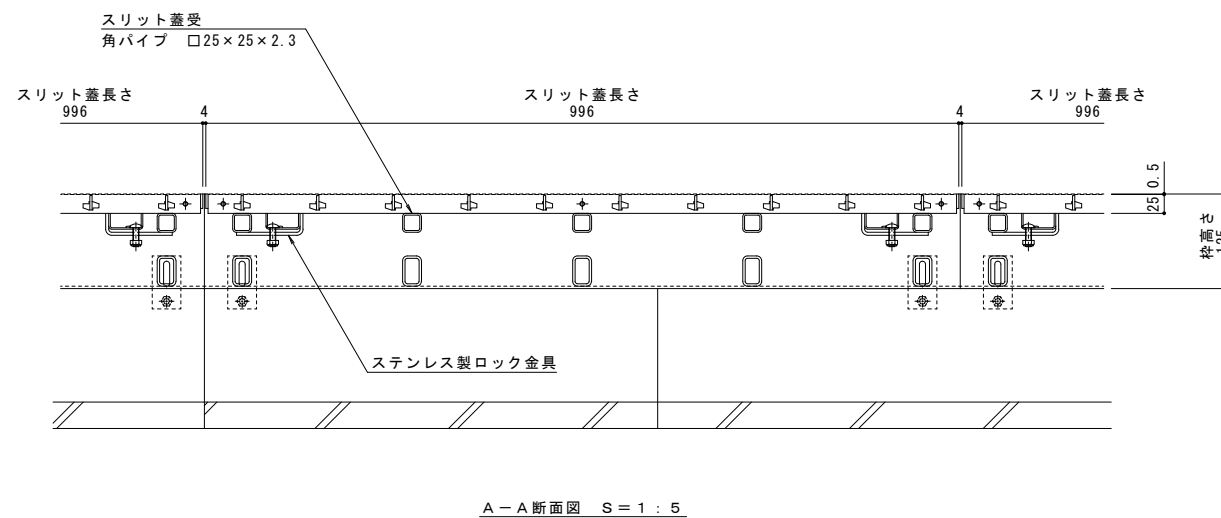 スリット蓋受
角パイプ □25×25×2.3
スリット蓋長さ
996
4
スリット蓋長さ
996
4
スリット蓋長さ
996
0.5
25
枠高さ
125
ステンレス製ロック金具
A－A断面図 S＝1：5